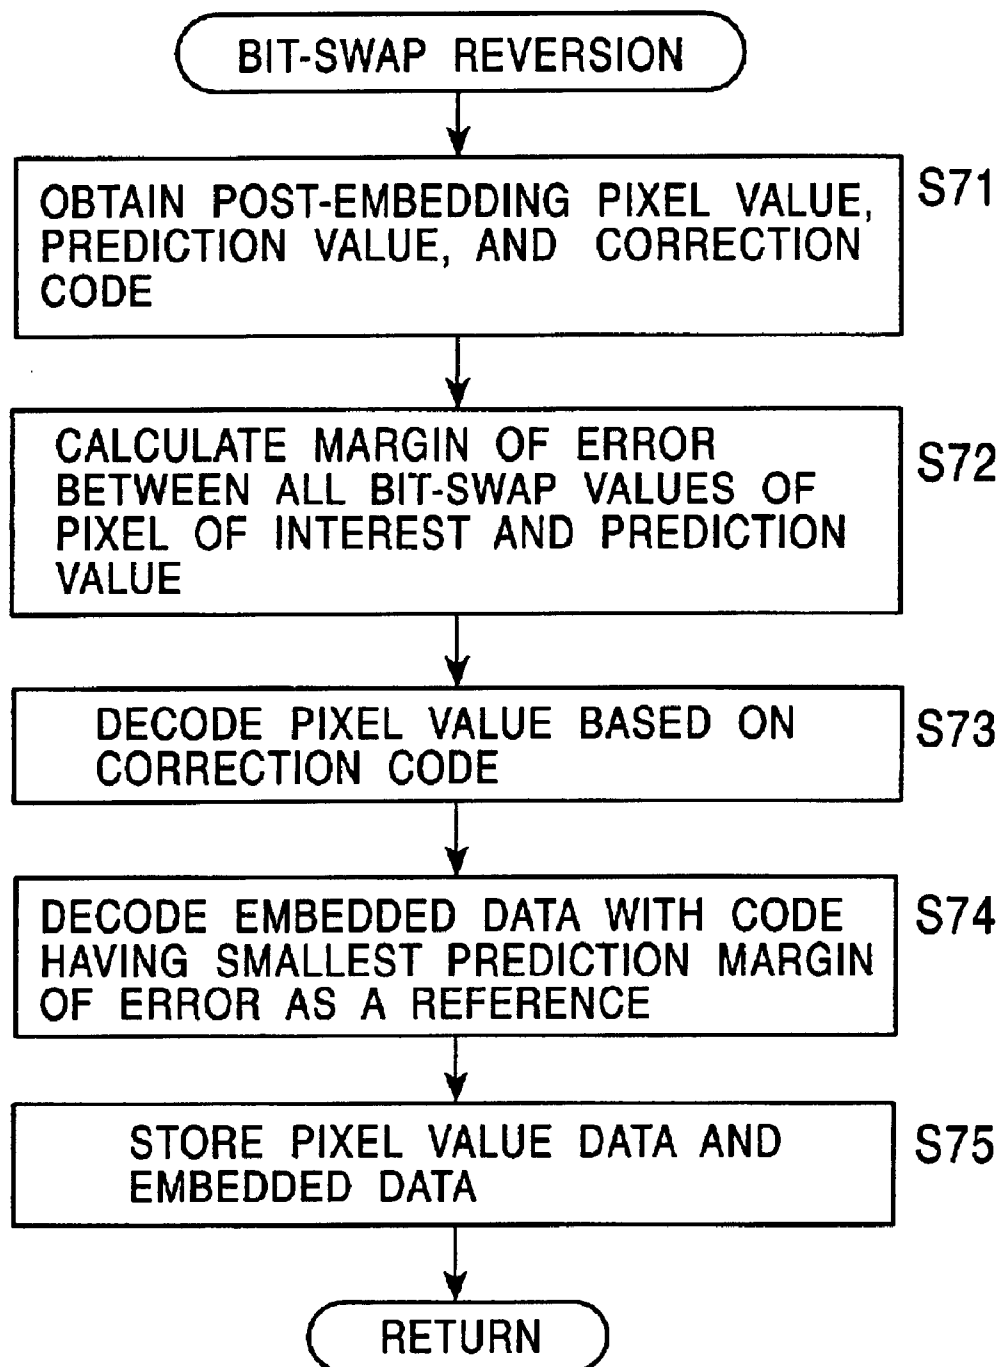 BIT-SWAP REVERSION
OBTAIN POST-EMBEDDING PIXEL VALUE,
PREDICTION VALUE, AND CORRECTION
CODE
S71
CALCULATE MARGIN OF ERROR
BETWEEN ALL BIT-SWAP VALUES OF
PIXEL OF INTEREST AND PREDICTION
VALUE
S72
DECODE PIXEL VALUE BASED ON
CORRECTION CODE
S73
DECODE EMBEDDED DATA WITH CODE
HAVING SMALLEST PREDICTION MARGIN
OF ERROR AS A REFERENCE
S74
STORE PIXEL VALUE DATA AND
EMBEDDED DATA
S75
RETURN